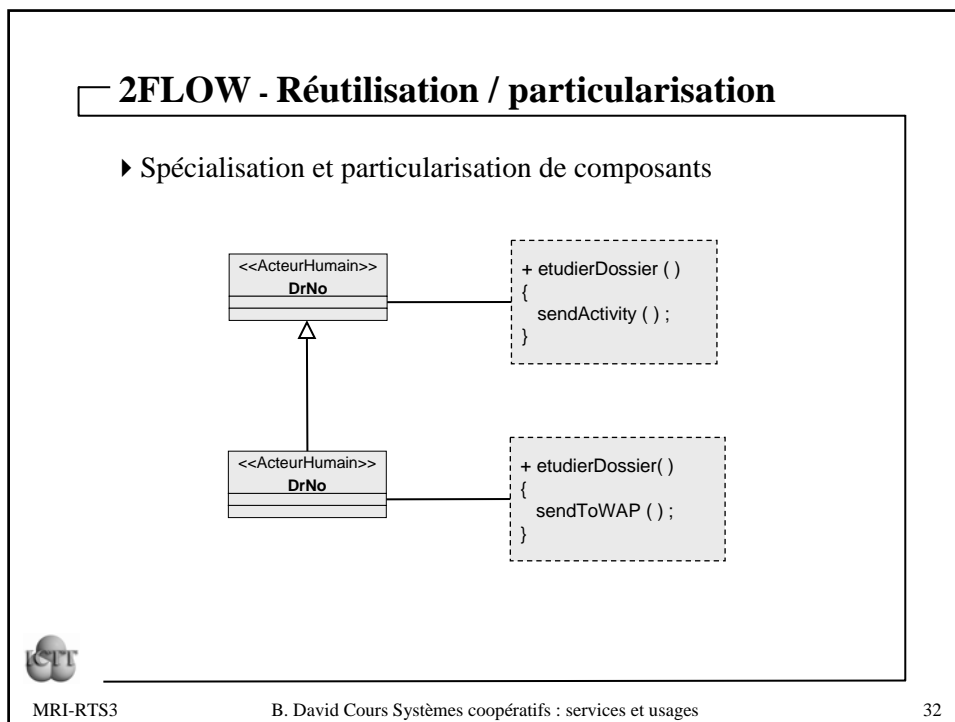 2FLOW - Réutilisation / particularisation
Spécialisation et particularisation de composants
<<ActeurHumain>>
DrNo
+ etudierDossier ( )
{
sendActivity ( ) ;
}
<<ActeurHumain>>
DrNo
+ etudierDossier( )
{
sendToWAP ( ) ;
}
ICTT
MRI-RTS3 B. David Cours Systèmes coopératifs : services et usages 32